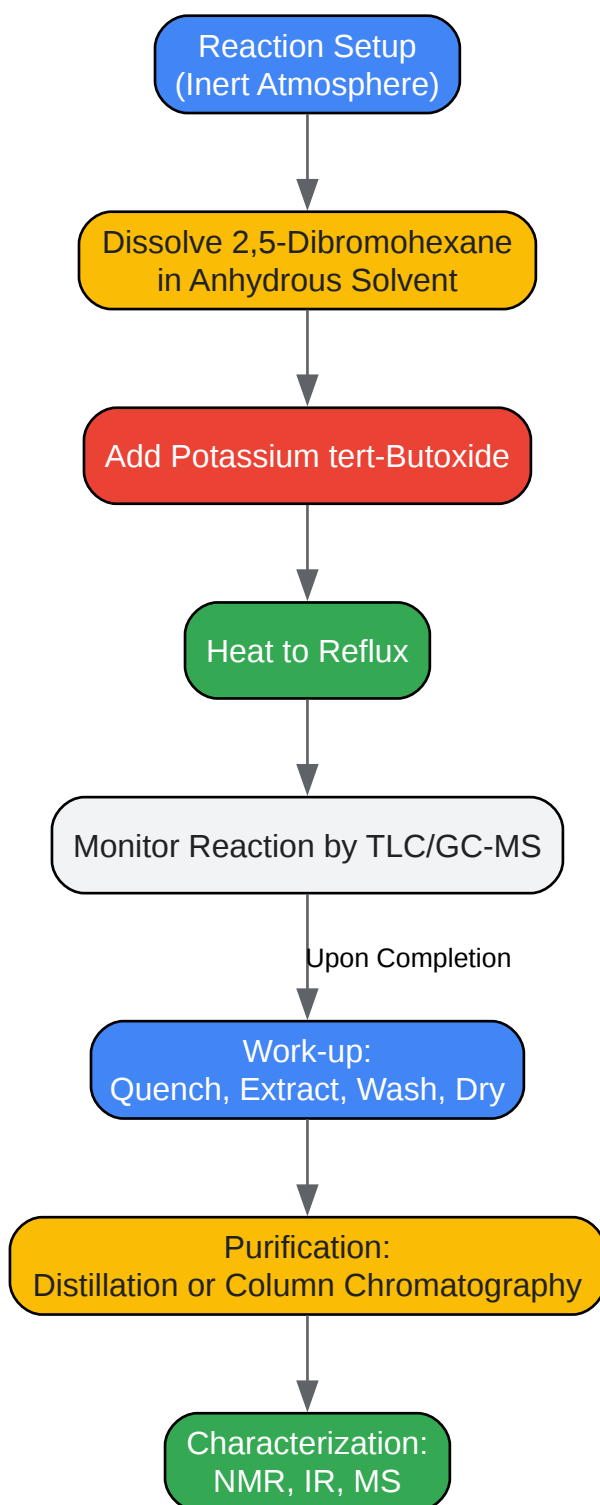 Reaction Setup
(Inert Atmosphere)
Dissolve 2,5-Dibromohexane
in Anhydrous Solvent
Add Potassium tert-Butoxide
Heat to Reflux
Monitor Reaction by TLC/GC-MS
Upon Completion
Work-up:
Quench, Extract, Wash, Dry
Purification:
Distillation or Column Chromatography
Characterization:
NMR, IR, MS